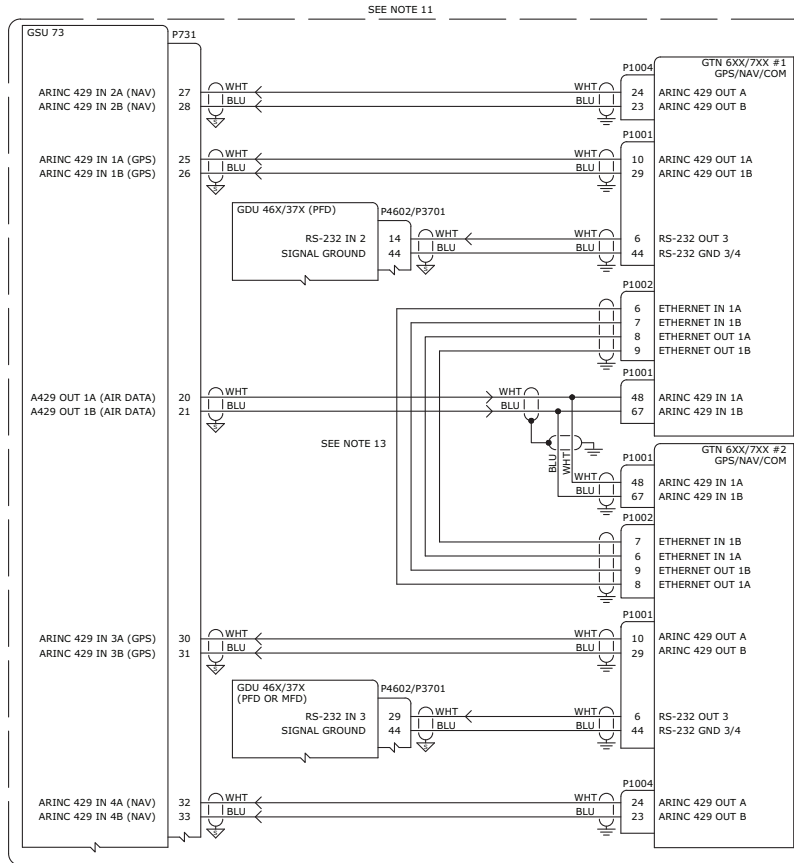 SEE NOTE 11
GSU 73 P731
GTN 6XX/7XX #1
GPS/NAV/COM
P1004
ARINC 429 IN 2A (NAV) 27 WHT WHT 24 ARINC 429 OUT A
ARINC 429 IN 2B (NAV) 28 BLU BLU 23 ARINC 429 OUT B
P1001
ARINC 429 IN 1A (GPS) 25 WHT WHT 10 ARINC 429 OUT 1A
ARINC 429 IN 1B (GPS) 26 BLU BLU 29 ARINC 429 OUT 1B
GDU 46X/37X (PFD) P4602/P3701
RS-232 IN 2 14 WHT WHT 6 RS-232 OUT 3
SIGNAL GROUND 44 BLU BLU 44 RS-232 GND 3/4
P1002
6 ETHERNET IN 1A
7 ETHERNET IN 1B
8 ETHERNET OUT 1A
9 ETHERNET OUT 1B
P1001
A429 OUT 1A (AIR DATA) 20 WHT WHT 48 ARINC 429 IN 1A
A429 OUT 1B (AIR DATA) 21 BLU BLU 67 ARINC 429 IN 1B
SEE NOTE 13
BLU
WHT
GTN 6XX/7XX #2
GPS/NAV/COM
P1001
WHT 48 ARINC 429 IN 1A
BLU 67 ARINC 429 IN 1B
P1002
7 ETHERNET IN 1B
6 ETHERNET IN 1A
9 ETHERNET OUT 1B
8 ETHERNET OUT 1A
P1001
ARINC 429 IN 3A (GPS) 30 WHT WHT 10 ARINC 429 OUT A
ARINC 429 IN 3B (GPS) 31 BLU BLU 29 ARINC 429 OUT B
GDU 46X/37X P4602/P3701
(PFD OR MFD)
RS-232 IN 3 29 WHT WHT 6 RS-232 OUT 3
SIGNAL GROUND 44 BLU BLU 44 RS-232 GND 3/4
P1004
ARINC 429 IN 4A (NAV) 32 WHT WHT 24 ARINC 429 OUT A
ARINC 429 IN 4B (NAV) 33 BLU BLU 23 ARINC 429 OUT B